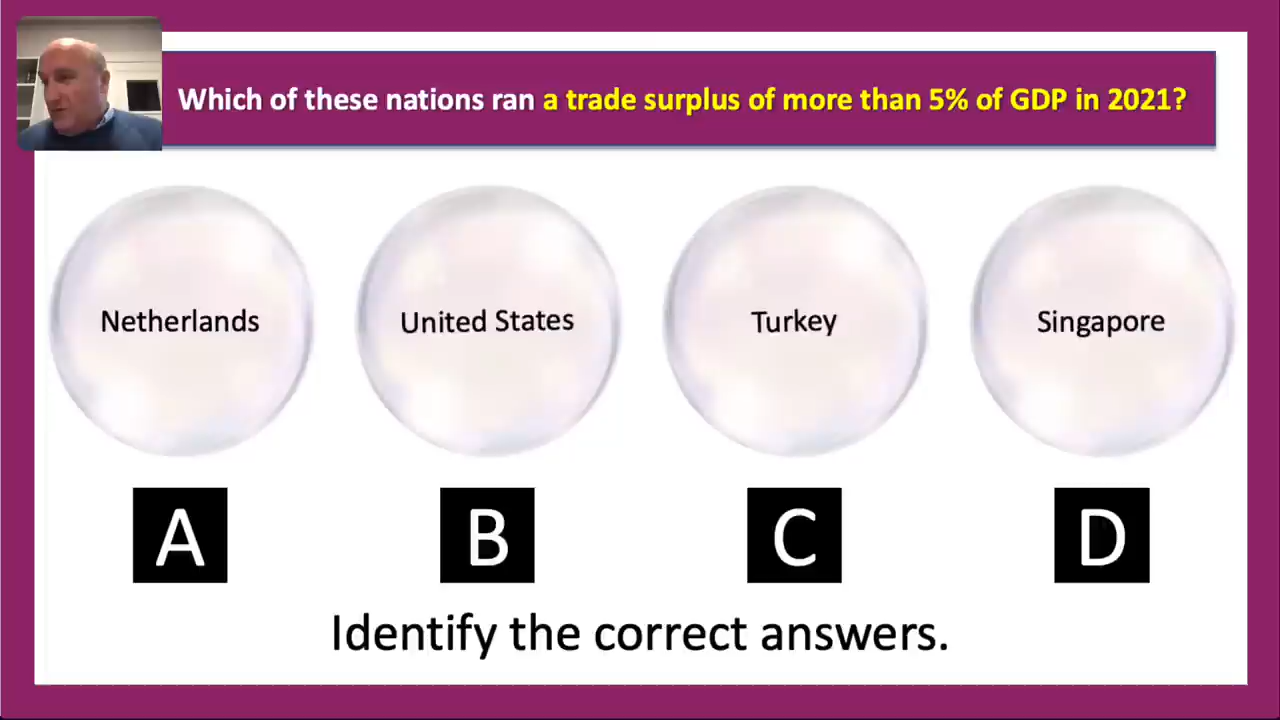 Which of these nations ran a trade surplus of more than 5% of GDP in 2021?
Netherlands
United States
Turkey
Singapore
A
B
C
D
Identify the correct answers.